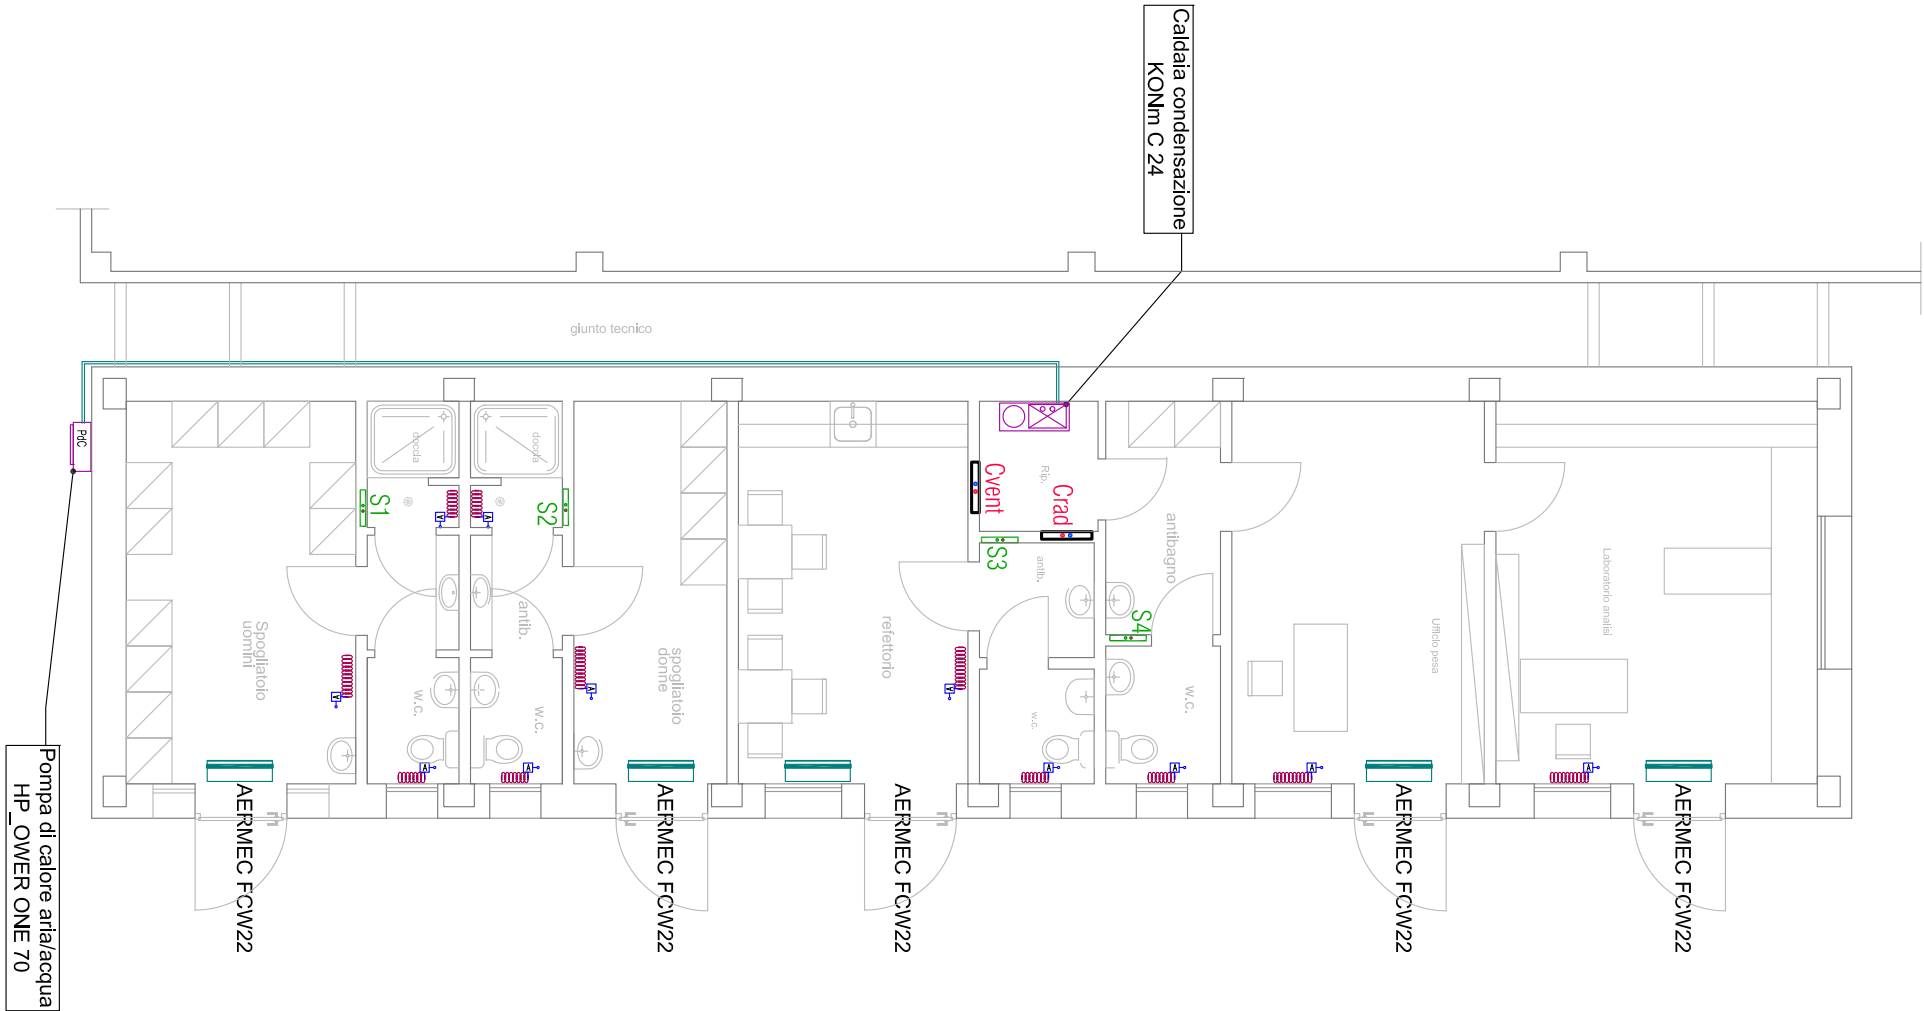 Caldaia condensazione
KONm C 24
giunto tecnico
PdC
doccia
doccia
S1
S2
Cvent
Rip.
Crad
S3
antib.
antibagno
S4
Spogliatoio
uomini
antib.
w.c.
w.c.
spogliatoio
donne
refettorio
w.c.
w.c.
Ufficio pesa
Laboratorio analisi
A
A
A
A
A
A
A
A
A
A
A
AERMEC FCW22
AERMEC FCW22
AERMEC FCW22
AERMEC FCW22
AERMEC FCW22
Pompa di calore aria/acqua
HP_OWER ONE 70